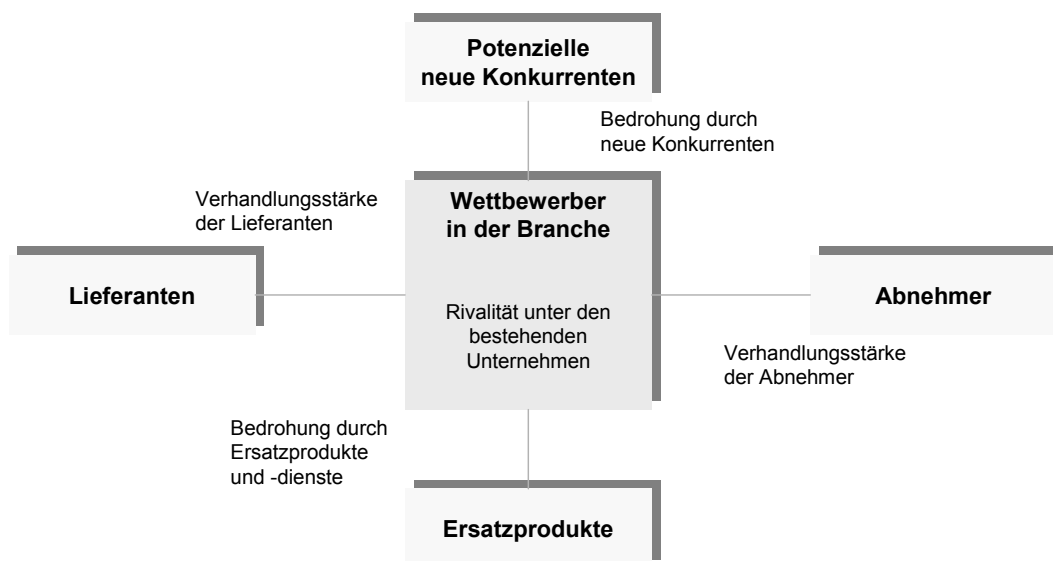 Potenzielle
neue Konkurrenten
Bedrohung durch
neue Konkurrenten
Verhandlungsstärke
der Lieferanten
Wettbewerber
in der Branche
Lieferanten
Rivalität unter den
bestehenden
Unternehmen
Abnehmer
Verhandlungsstärke
der Abnehmer
Bedrohung durch
Ersatzprodukte
und -dienste
Ersatzprodukte